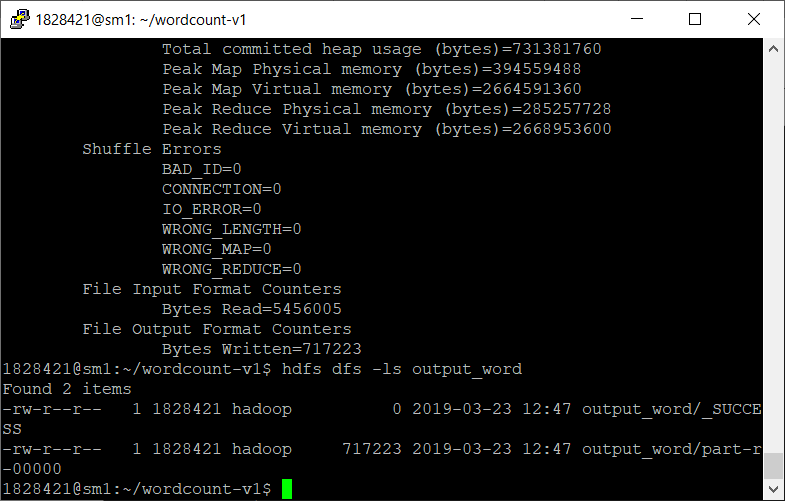 1828421@sm1: ~/wordcount-v1
Total committed heap usage (bytes)=731381760
Peak Map Physical memory (bytes)=394559488
Peak Map Virtual memory (bytes)=2664591360
Peak Reduce Physical memory (bytes)=285257728
Peak Reduce Virtual memory (bytes)=2668953600
Shuffle Errors
BAD_ID=0
CONNECTION=0
IO_ERROR=0
WRONG_LENGTH=0
WRONG_MAP=0
WRONG_REDUCE=0
File Input Format Counters
Bytes Read=5456005
File Output Format Counters
Bytes Written=717223
1828421@sm1:~/wordcount-v1$ hdfs dfs -ls output_word
Found 2 items
-rw-r--r--   1 1828421 hadoop          0 2019-03-23 12:47 output_word/_SUCCE
SS
-rw-r--r--   1 1828421 hadoop     717223 2019-03-23 12:47 output_word/part-r
-00000
1828421@sm1:~/wordcount-v1$